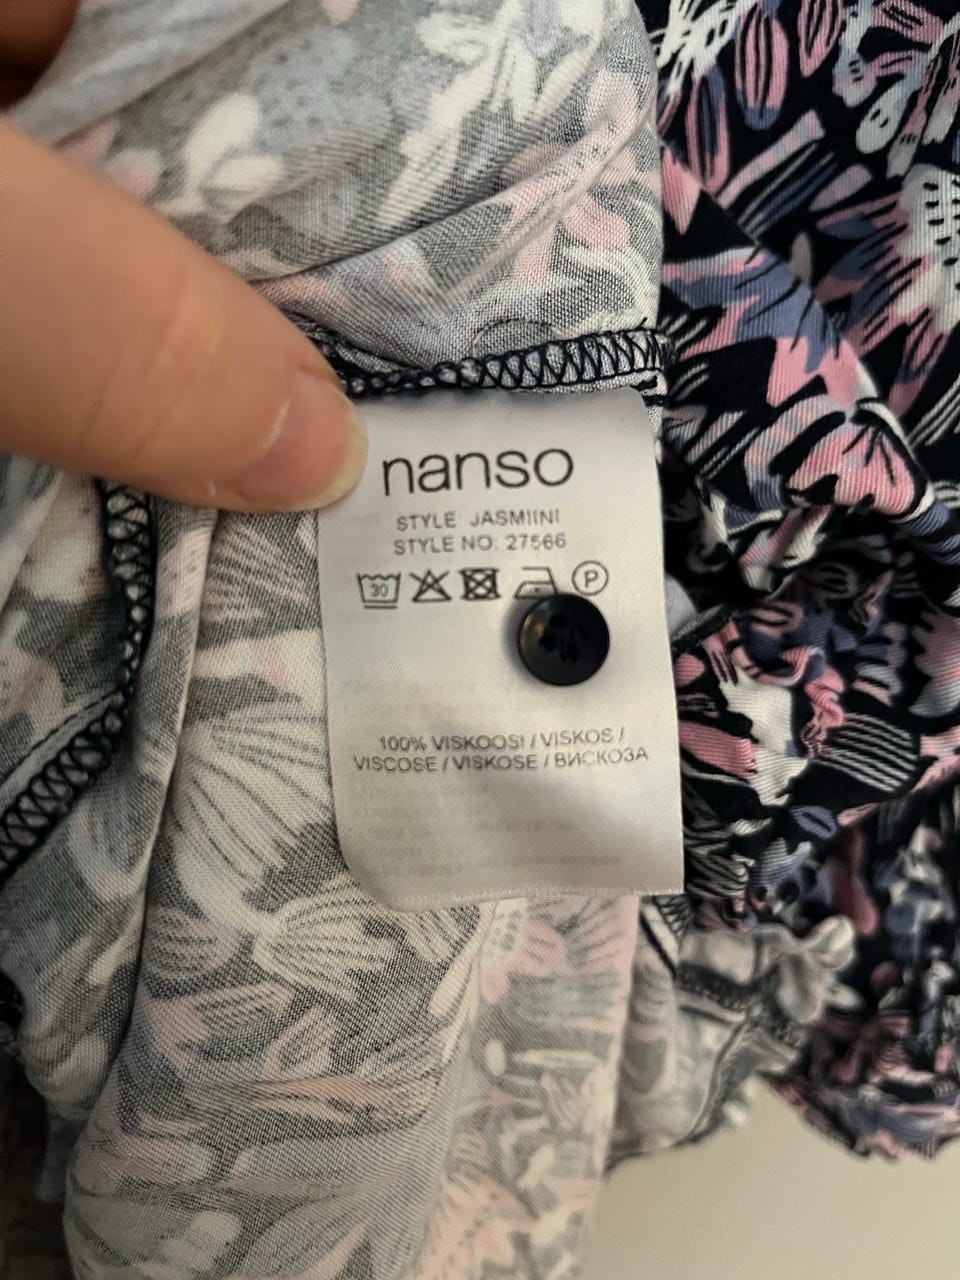 nanso
STYLE JASMIINI
STYLE NO: 27566
30 P
100% VISKOOSI / VISKOS /
VISCOSE / VISKOSE / ВИСКОЗА